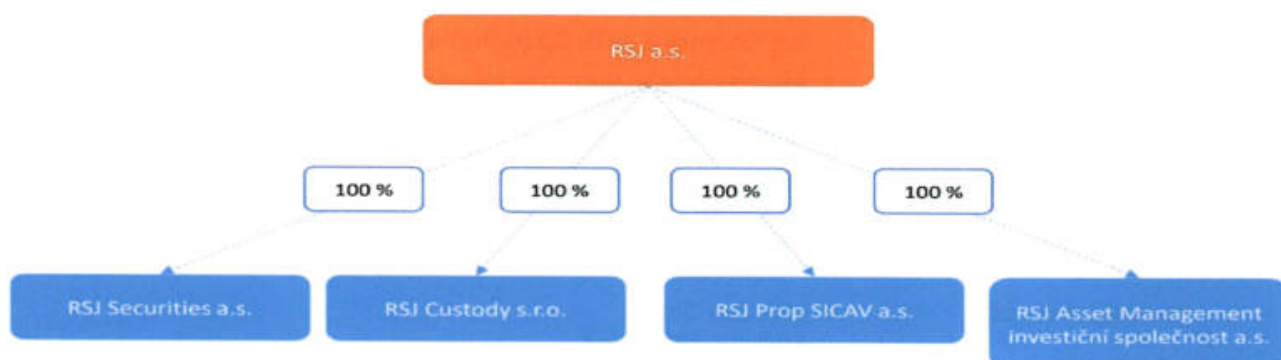 RSJ a.s.
100 %
100 %
100 %
100 %
RSJ Securities a.s.
RSJ Custody s.r.o.
RSJ Prop SICAV a.s.
RSJ Asset Management
investiční společnost a.s.